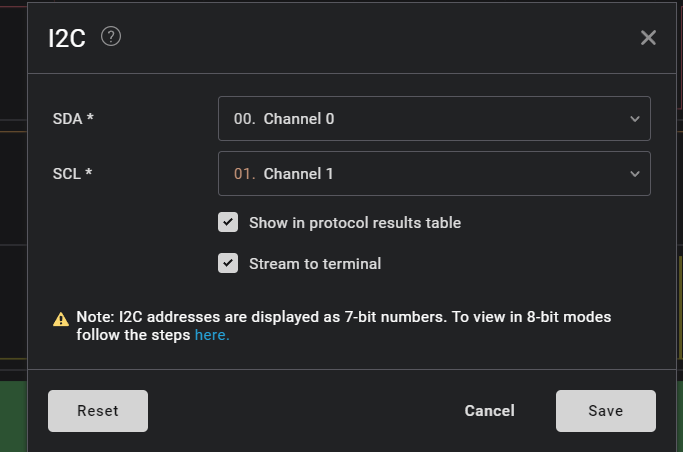 I2C ?
SDA * 00. Channel 0
SCL * 01. Channel 1
Show in protocol results table
Stream to terminal
Note: I2C addresses are displayed as 7-bit numbers. To view in 8-bit modes
follow the steps here.
Reset Cancel Save